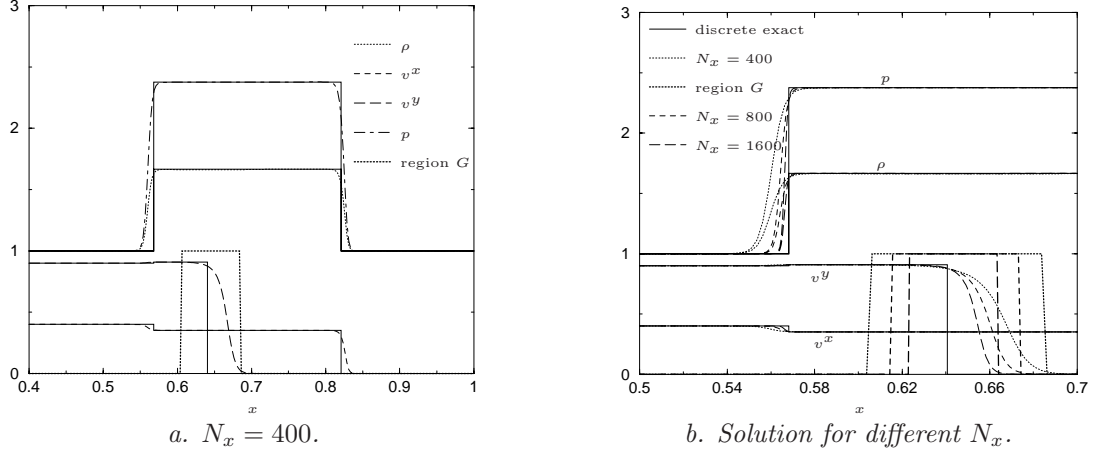 3
2
1
0
0.4
0.5
0.6
0.7
0.8
0.9
1
x
ρ
v^x
v^y
p
region G
a. N_x = 400.
3
2
1
0
0.5
0.54
0.58
0.62
0.66
0.7
x
discrete exact
N_x = 400
region G
N_x = 800
N_x = 1600
p
ρ
v^y
v^x
b. Solution for different N_x.